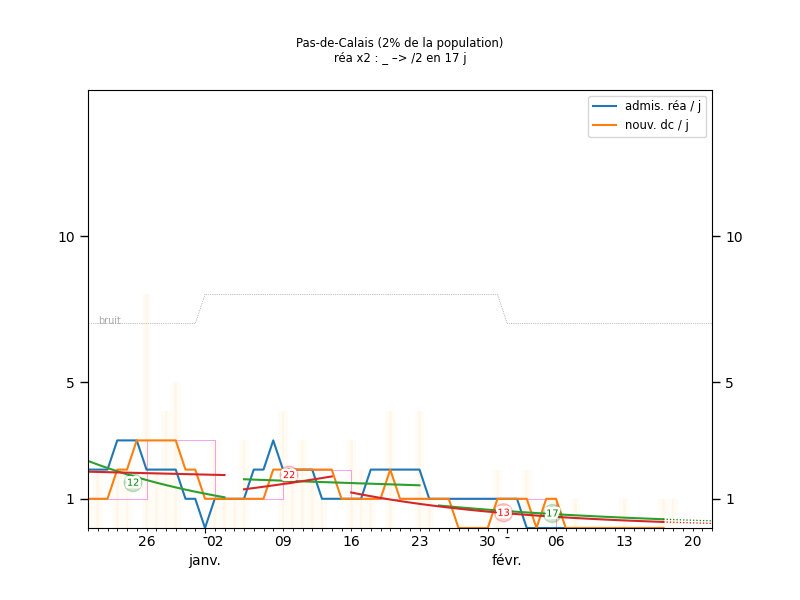 Pas-de-Calais (2% de la population)
réa x2 : _ –> /2 en 17 j
admis. réa / j
nouv. dc / j
10 10
bruit
5 5
12 22
1 13 17 1
26 02 09 16 23 30 06 13 20
janv. févr.